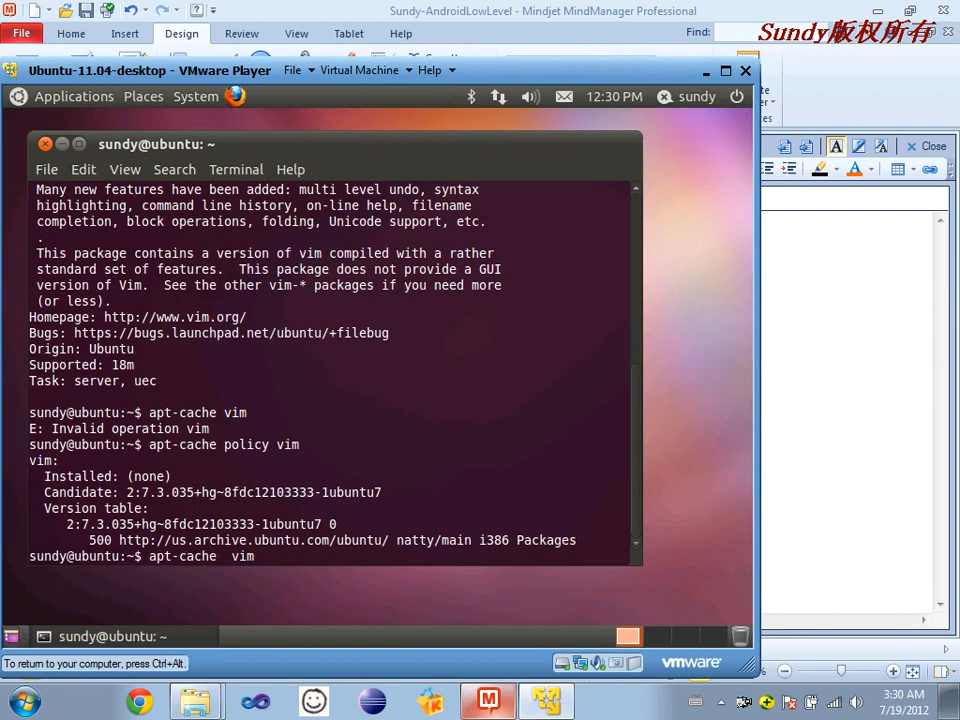 Sundy-AndroidLowLevel - Mindjet MindManager Professional
File Home Insert Design Review View Tablet Help Find:
Sundy版权所有
Ubuntu-11.04-desktop - VMware Player File Virtual Machine Help
Applications Places System 12:30 PM sundy
sundy@ubuntu: ~
Close
File Edit View Search Terminal Help
Many new features have been added: multi level undo, syntax
highlighting, command line history, on-line help, filename
completion, block operations, folding, Unicode support, etc.
.
This package contains a version of vim compiled with a rather
standard set of features.  This package does not provide a GUI
version of Vim.  See the other vim-* packages if you need more
(or less).
Homepage: http://www.vim.org/
Bugs: https://bugs.launchpad.net/ubuntu/+filebug
Origin: Ubuntu
Supported: 18m
Task: server, uec
sundy@ubuntu:~$ apt-cache vim
E: Invalid operation vim
sundy@ubuntu:~$ apt-cache policy vim
vim:
Installed: (none)
Candidate: 2:7.3.035+hg~8fdc12103333-1ubuntu7
Version table:
2:7.3.035+hg~8fdc12103333-1ubuntu7 0
500 http://us.archive.ubuntu.com/ubuntu/ natty/main i386 Packages
sundy@ubuntu:~$ apt-cache  vim
sundy@ubuntu: ~
To return to your computer, press Ctrl+Alt.
vmware
3:30 AM
7/19/2012